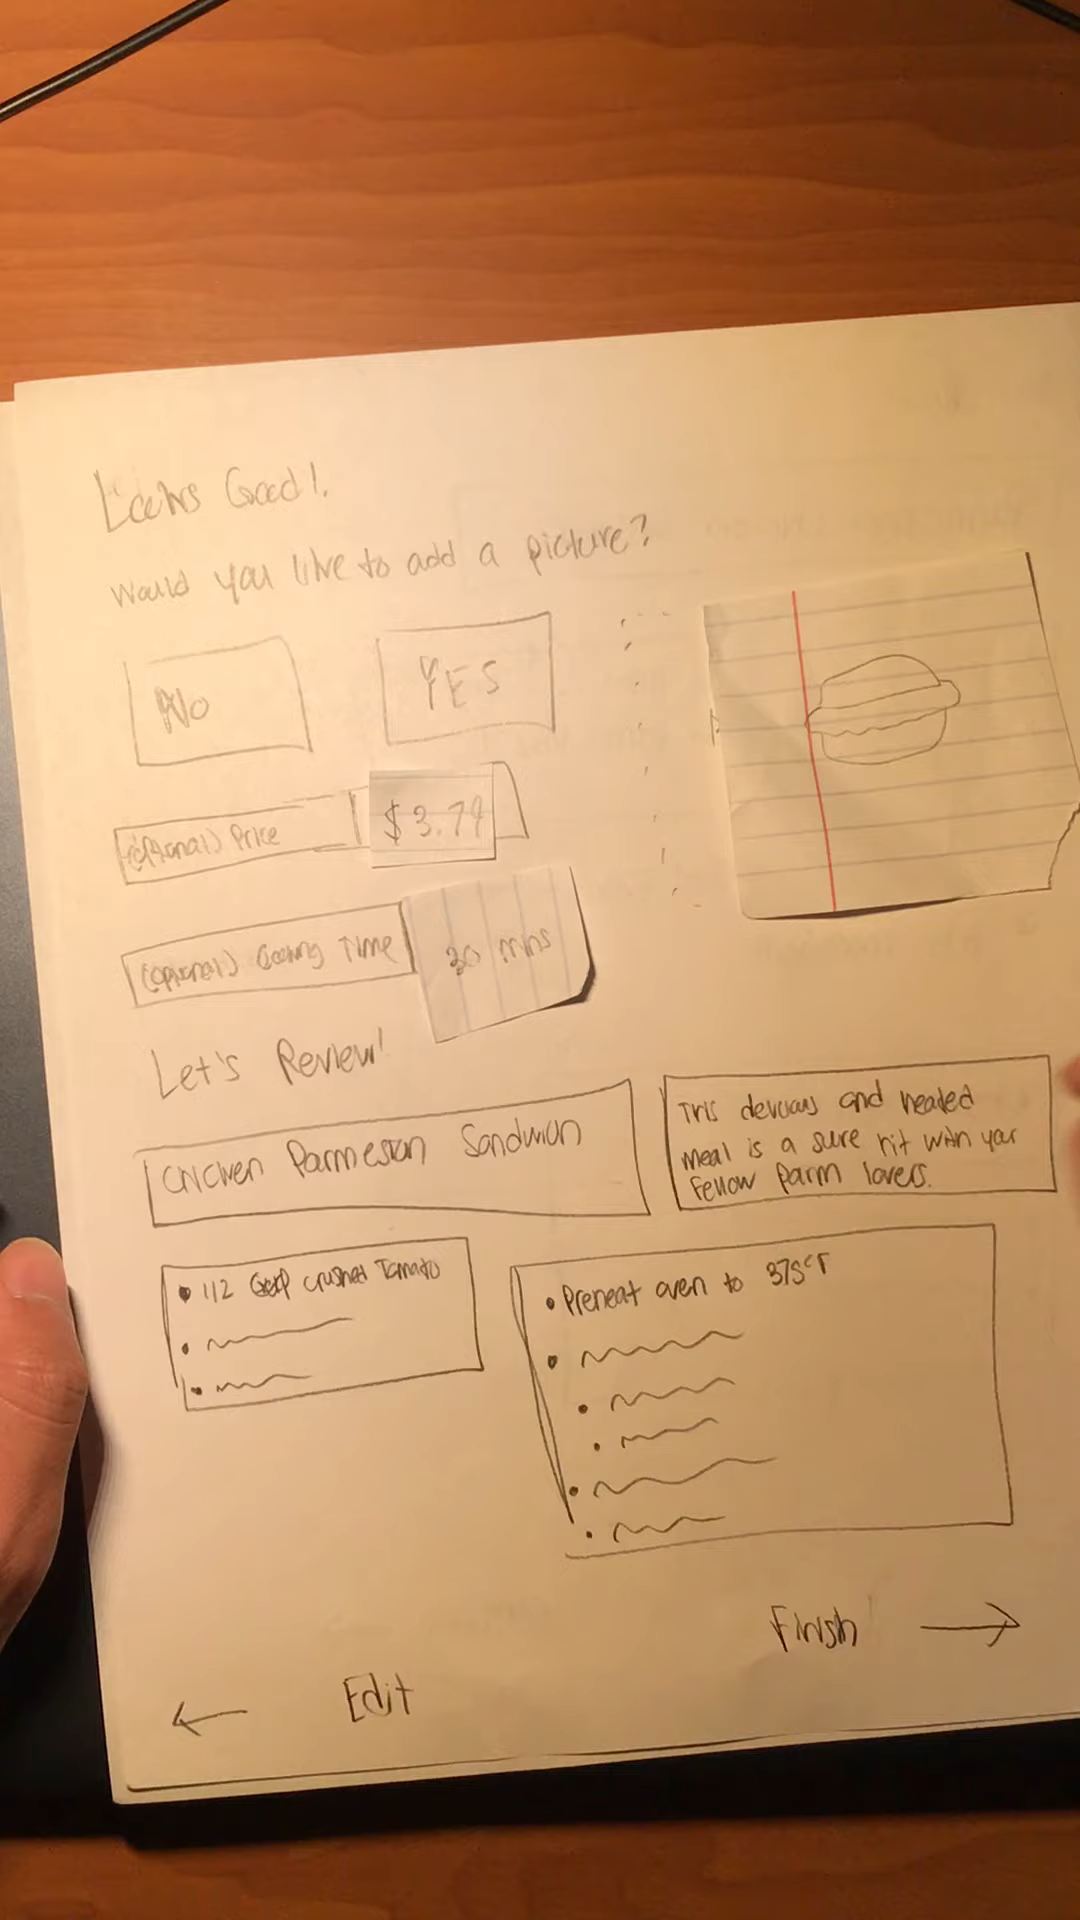 Looks Good!
Would you like to add a picture?
No
YES
(optional) Price
$3.79
(optional) Cooking Time
30 mins
Let's Review!
Chicken Parmesan Sandwich
This delicious and heated
meal is a sure hit with your
fellow parm lovers.
1/2 Cup crushed Tomato
Preheat oven to 375°F
Finish
Edit